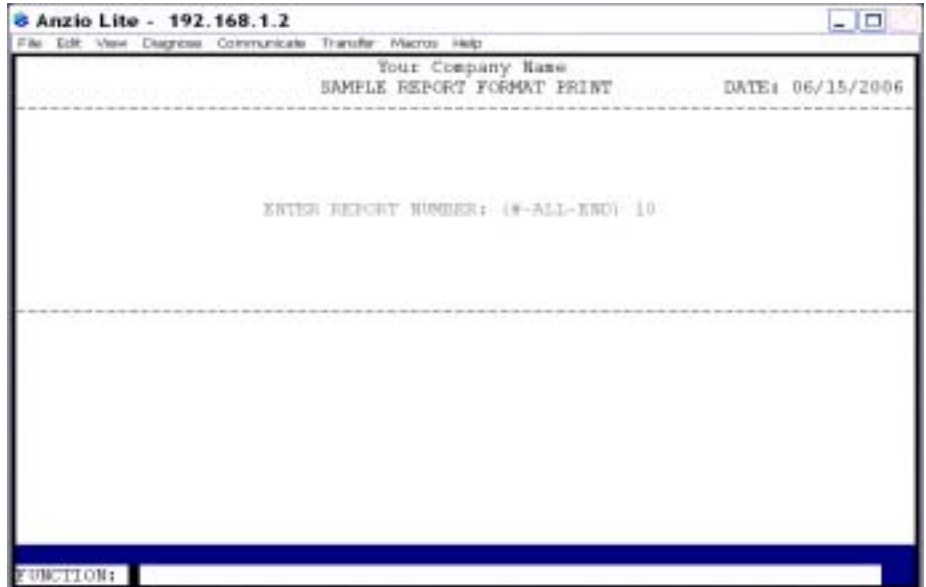 Anzio Lite - 192.168.1.2
File Edit View Diagnose Communicate Transfer Macros Help
Your Company Name
SAMPLE REPORT FORMAT PRINT DATE: 06/15/2006
ENTER REPORT NUMBER: (#-ALL-END) 10
FUNCTION: